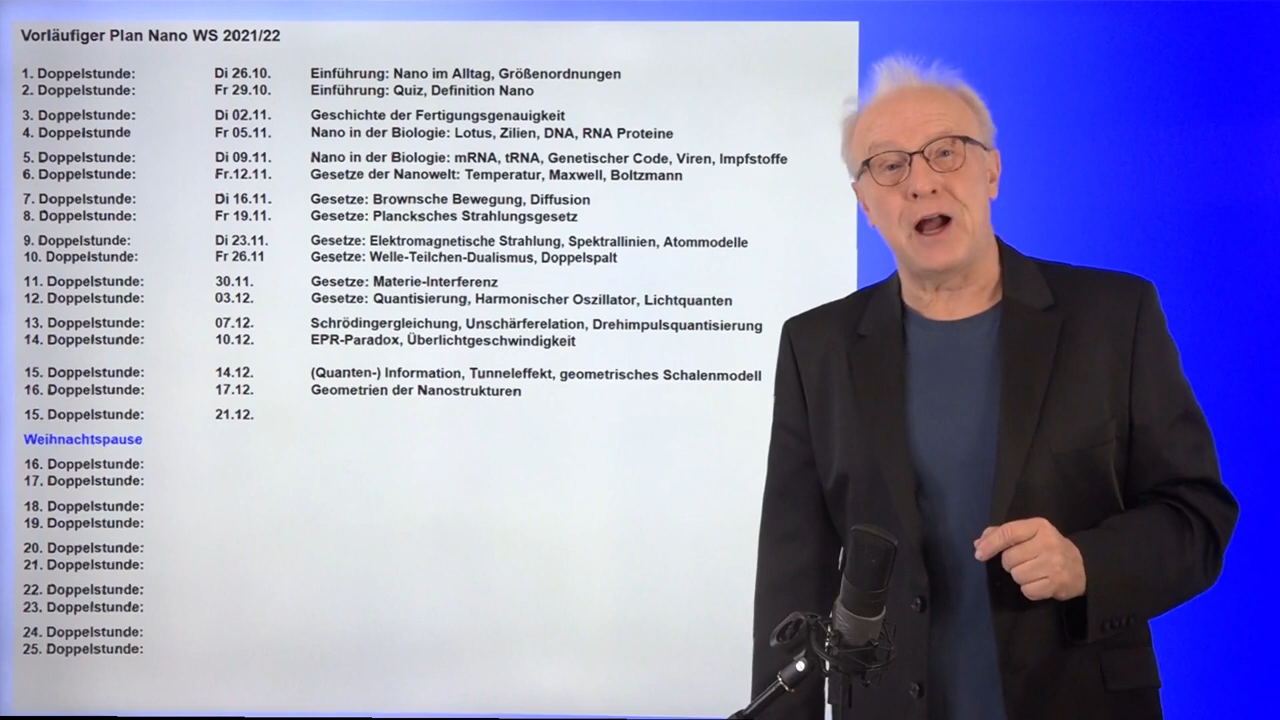 Vorläufiger Plan Nano WS 2021/22
1. Doppelstunde: Di 26.10. Einführung: Nano im Alltag, Größenordnungen
2. Doppelstunde: Fr 29.10. Einführung: Quiz, Definition Nano
3. Doppelstunde: Di 02.11. Geschichte der Fertigungsgenauigkeit
4. Doppelstunde Fr 05.11. Nano in der Biologie: Lotus, Zilien, DNA, RNA Proteine
5. Doppelstunde: Di 09.11. Nano in der Biologie: mRNA, tRNA, Genetischer Code, Viren, Impfstoffe
6. Doppelstunde: Fr.12.11. Gesetze der Nanowelt: Temperatur, Maxwell, Boltzmann
7. Doppelstunde: Di 16.11. Gesetze: Brownsche Bewegung, Diffusion
8. Doppelstunde: Fr 19.11. Gesetze: Plancksches Strahlungsgesetz
9. Doppelstunde: Di 23.11. Gesetze: Elektromagnetische Strahlung, Spektrallinien, Atommodelle
10. Doppelstunde: Fr 26.11 Gesetze: Welle-Teilchen-Dualismus, Doppelspalt
11. Doppelstunde: 30.11. Gesetze: Materie-Interferenz
12. Doppelstunde: 03.12. Gesetze: Quantisierung, Harmonischer Oszillator, Lichtquanten
13. Doppelstunde: 07.12. Schrödingergleichung, Unschärferelation, Drehimpulsquantisierung
14. Doppelstunde: 10.12. EPR-Paradox, Überlichtgeschwindigkeit
15. Doppelstunde: 14.12. (Quanten-) Information, Tunneleffekt, geometrisches Schalenmodell
16. Doppelstunde: 17.12. Geometrien der Nanostrukturen
15. Doppelstunde: 21.12.
Weihnachtspause
16. Doppelstunde:
17. Doppelstunde:
18. Doppelstunde:
19. Doppelstunde:
20. Doppelstunde:
21. Doppelstunde:
22. Doppelstunde:
23. Doppelstunde:
24. Doppelstunde:
25. Doppelstunde: